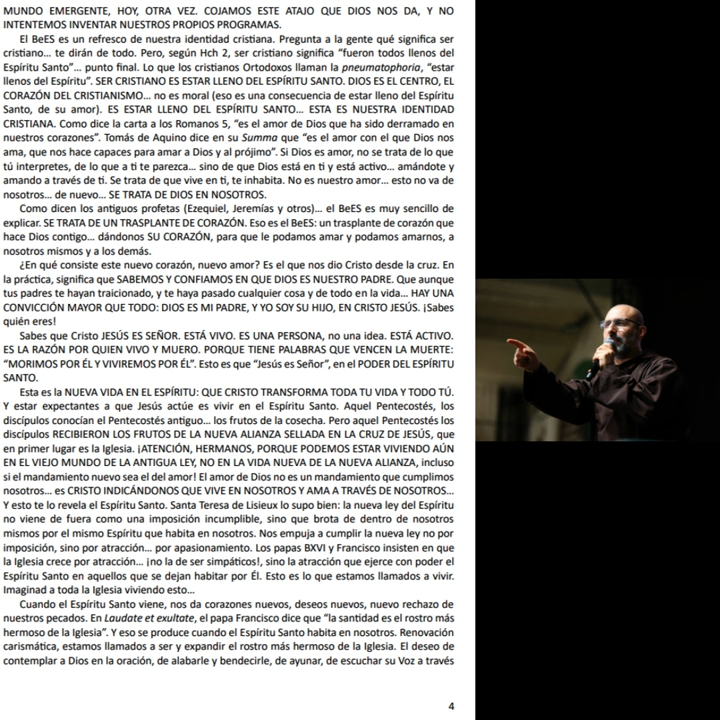 MUNDO EMERGENTE, HOY, OTRA VEZ. COJAMOS ESTE ATAJO QUE DIOS NOS DA, Y NO
INTENTEMOS INVENTAR NUESTROS PROPIOS PROGRAMAS.
El BeES es un refresco de nuestra identidad cristiana. Pregunta a la gente qué significa ser
cristiano… te dirán de todo. Pero, según Hch 2, ser cristiano significa “fueron todos llenos del
Espíritu Santo”… punto final. Lo que los cristianos Ortodoxos llaman la pneumatophoria, “estar
llenos del Espíritu”. SER CRISTIANO ES ESTAR LLENO DEL ESPÍRITU SANTO. DIOS ES EL CENTRO, EL
CORAZÓN DEL CRISTIANISMO… no es moral (eso es una consecuencia de estar lleno del Espíritu
Santo, de su amor). ES ESTAR LLENO DEL ESPÍRITU SANTO… ESTA ES NUESTRA IDENTIDAD
CRISTIANA. Como dice la carta a los Romanos 5, “es el amor de Dios que ha sido derramado en
nuestros corazones”. Tomás de Aquino dice en su Summa que “es el amor con el que Dios nos
ama, que nos hace capaces para amar a Dios y al prójimo”. Si Dios es amor, no se trata de lo que
tú interpretes, de lo que a ti te parezca… sino de que Dios está en ti y está activo… amándote y
amando a través de ti. Se trata de que vive en ti, te inhabita. No es nuestro amor… esto no va de
nosotros… de nuevo… SE TRATA DE DIOS EN NOSOTROS.
Como dicen los antiguos profetas (Ezequiel, Jeremías y otros)… el BeES es muy sencillo de
explicar. SE TRATA DE UN TRASPLANTE DE CORAZÓN. Eso es el BeES: un trasplante de corazón que
hace Dios contigo… dándonos SU CORAZÓN, para que le podamos amar y podamos amarnos, a
nosotros mismos y a los demás.
¿En qué consiste este nuevo corazón, nuevo amor? Es el que nos dio Cristo desde la cruz. En
la práctica, significa que SABEMOS Y CONFIAMOS EN QUE DIOS ES NUESTRO PADRE. Que aunque
tus padres te hayan traicionado, y te haya pasado cualquier cosa y de todo en la vida… HAY UNA
CONVICCIÓN MAYOR QUE TODO: DIOS ES MI PADRE, Y YO SOY SU HIJO, EN CRISTO JESÚS. ¡Sabes
quién eres!
Sabes que Cristo JESÚS ES SEÑOR. ESTÁ VIVO. ES UNA PERSONA, no una idea. ESTÁ ACTIVO.
ES LA RAZÓN POR QUIEN VIVO Y MUERO. PORQUE TIENE PALABRAS QUE VENCEN LA MUERTE:
“MORIMOS POR ÉL Y VIVIREMOS POR ÉL”. Esto es que “Jesús es Señor”, en el PODER DEL ESPÍRITU
SANTO.
Esta es la NUEVA VIDA EN EL ESPÍRITU: QUE CRISTO TRANSFORMA TODA TU VIDA Y TODO TÚ.
Y estar expectantes a que Jesús actúe es vivir en el Espíritu Santo. Aquel Pentecostés, los
discípulos conocían el Pentecostés antiguo… los frutos de la cosecha. Pero aquel Pentecostés los
discípulos RECIBIERON LOS FRUTOS DE LA NUEVA ALIANZA SELLADA EN LA CRUZ DE JESÚS, que
en primer lugar es la Iglesia. ¡ATENCIÓN, HERMANOS, PORQUE PODEMOS ESTAR VIVIENDO AÚN
EN EL VIEJO MUNDO DE LA ANTIGUA LEY, NO EN LA VIDA NUEVA DE LA NUEVA ALIANZA, incluso
si el mandamiento nuevo sea el del amor! El amor de Dios no es un mandamiento que cumplimos
nosotros… es CRISTO INDICÁNDONOS QUE VIVE EN NOSOTROS Y AMA A TRAVÉS DE NOSOTROS…
Y esto te lo revela el Espíritu Santo. Santa Teresa de Lisieux lo supo bien: la nueva ley del Espíritu
no viene de fuera como una imposición incumplible, sino que brota de dentro de nosotros
mismos por el mismo Espíritu que habita en nosotros. Nos empuja a cumplir la nueva ley no por
imposición, sino por atracción… por apasionamiento. Los papas BXVI y Francisco insisten en que
la Iglesia crece por atracción… ¡no la de ser simpáticos!, sino la atracción que ejerce con poder el
Espíritu Santo en aquellos que se dejan habitar por Él. Esto es lo que estamos llamados a vivir.
Imaginad a toda la Iglesia viviendo esto…
Cuando el Espíritu Santo viene, nos da corazones nuevos, deseos nuevos, nuevo rechazo de
nuestros pecados. En Laudate et exultate, el papa Francisco dice que “la santidad es el rostro más
hermoso de la Iglesia”. Y eso se produce cuando el Espíritu Santo habita en nosotros. Renovación
carismática, estamos llamados a ser y expandir el rostro más hermoso de la Iglesia. El deseo de
contemplar a Dios en la oración, de alabarle y bendecirle, de ayunar, de escuchar su Voz a través
4